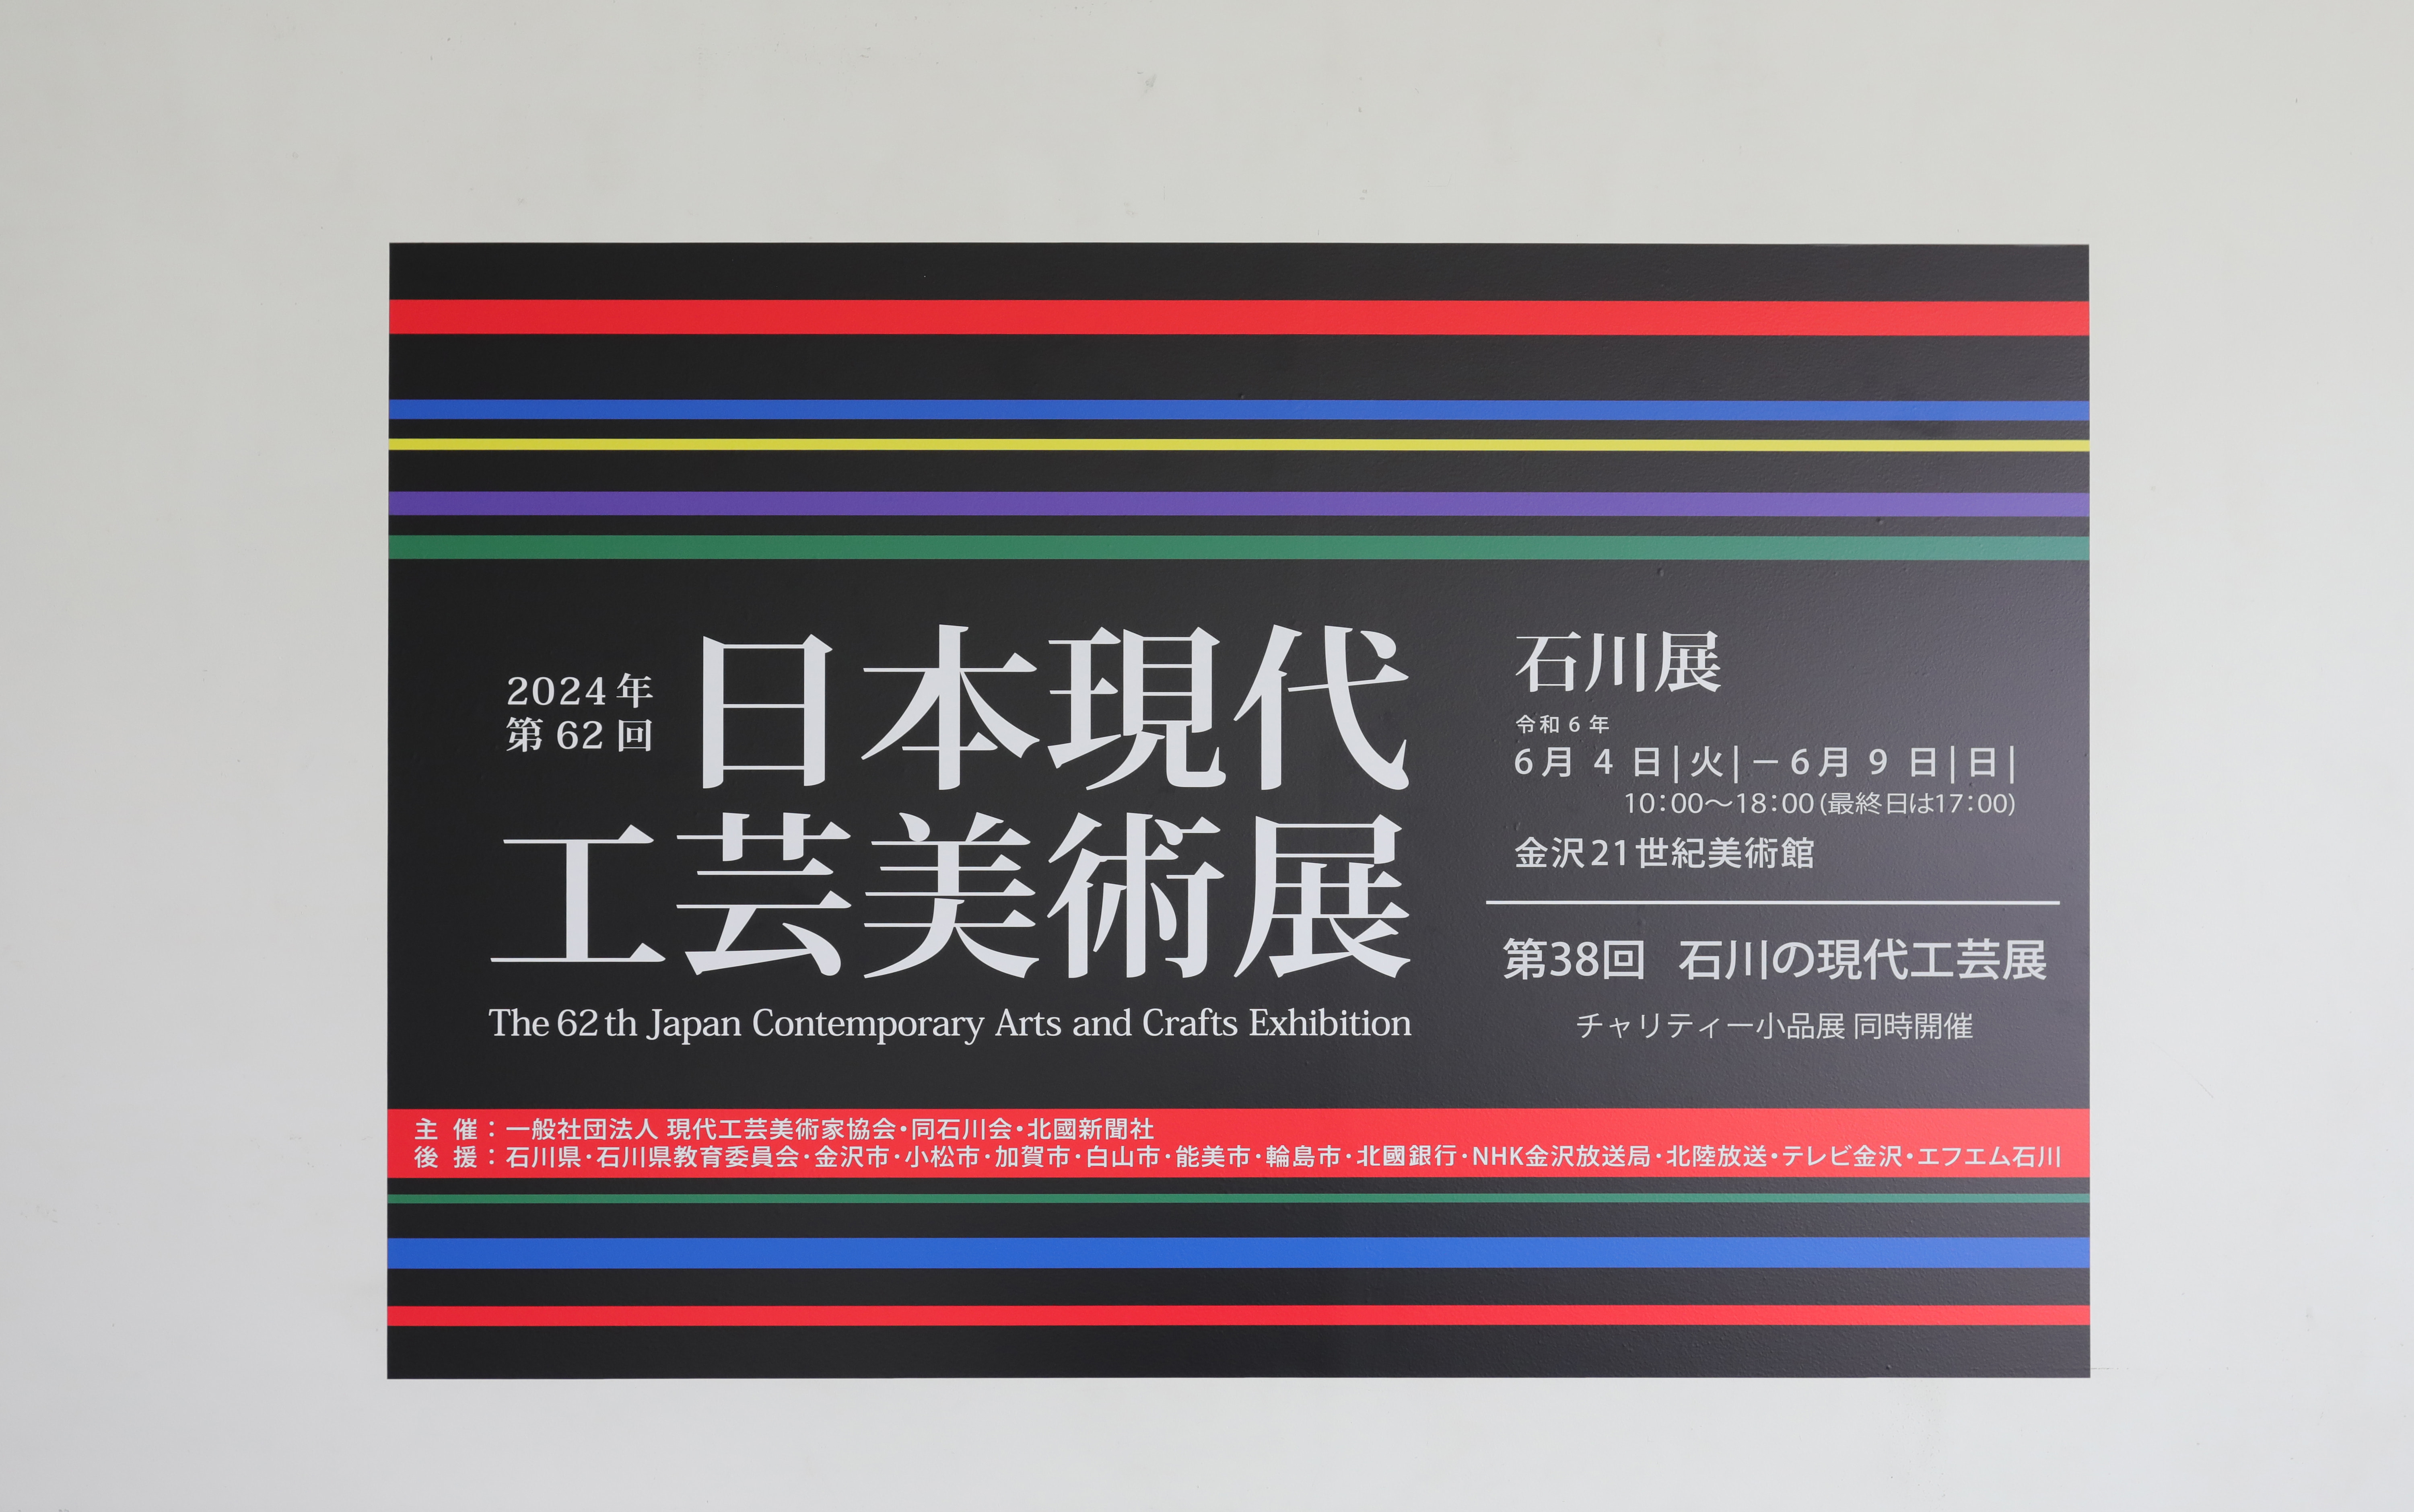 2024年
第62回
日本現代
工芸美術展
The 62th Japan Contemporary Arts and Crafts Exhibition
石川展
令和6年
6月4日|火|－6月9日|日|
10:00～18:00(最終日は17:00)
金沢21世紀美術館
第38回 石川の現代工芸展
チャリティー小品展 同時開催
主催：一般社団法人 現代工芸美術家協会・同石川会・北國新聞社
後援：石川県・石川県教育委員会・金沢市・小松市・加賀市・白山市・能美市・輪島市・北國銀行・NHK金沢放送局・北陸放送・テレビ金沢・エフエム石川